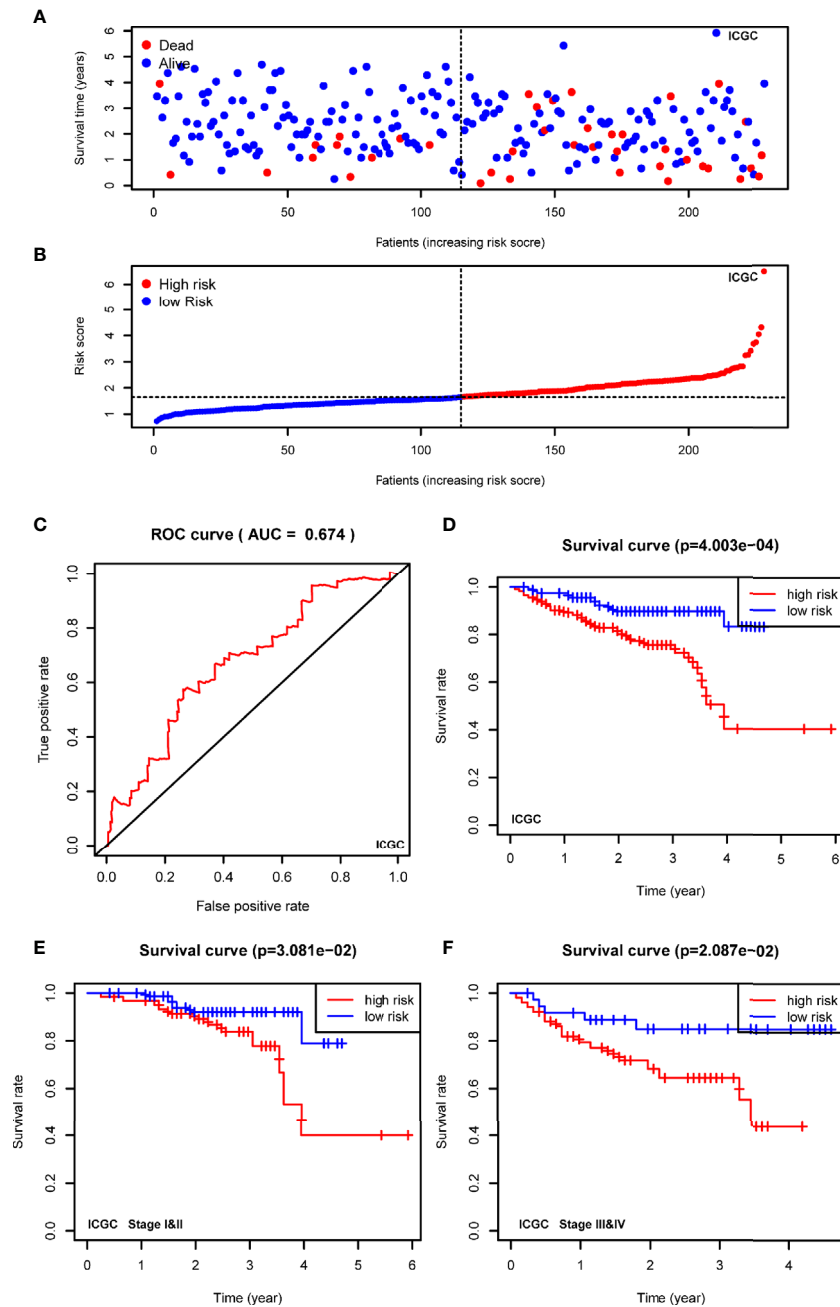 A
Dead
Alive
ICGC
Survival time (years)
0 1 2 3 4 5 6
0 50 100 150 200
Patients (increasing risk socre)
B
High risk
low Risk
ICGC
Risk score
1 2 3 4 5 6
0 50 100 150 200
Patients (increasing risk socre)
C
ROC curve ( AUC = 0.674 )
True positive rate
0.0 0.2 0.4 0.6 0.8 1.0
ICGC
0.0 0.2 0.4 0.6 0.8 1.0
False positive rate
D
Survival curve (p=4.003e−04)
high risk
low risk
Survival rate
0.0 0.2 0.4 0.6 0.8 1.0
ICGC
0 1 2 3 4 5 6
Time (year)
E
Survival curve (p=3.081e−02)
high risk
low risk
Survival rate
0.0 0.2 0.4 0.6 0.8 1.0
ICGC Stage I&II
0 1 2 3 4 5 6
Time (year)
F
Survival curve (p=2.087e−02)
high risk
low risk
Survival rate
0.0 0.2 0.4 0.6 0.8 1.0
ICGC Stage III&IV
0 1 2 3 4
Time (year)